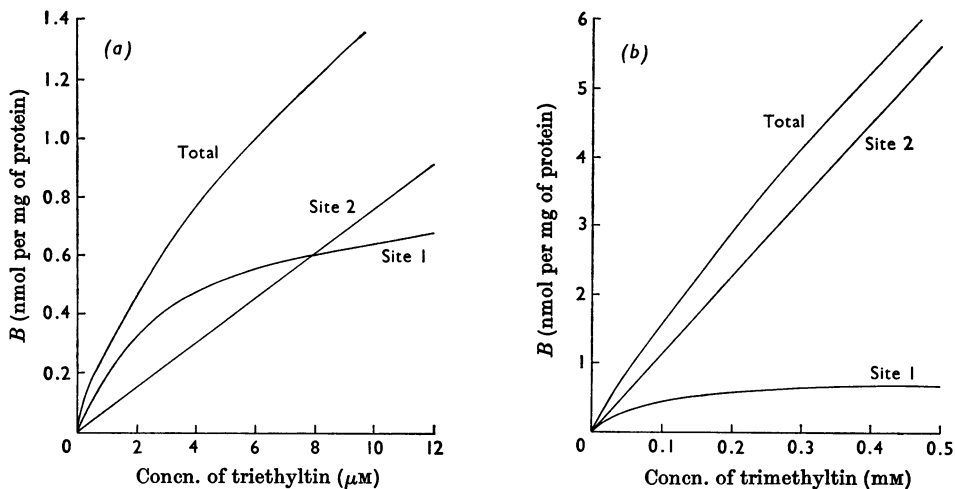 (a)
B (nmol per mg of protein)
1.4
1.2
1.0
0.8
0.6
0.4
0.2
0
2
4
6
8
10
12
Total
Site 2
Site 1
Concn. of triethyltin (μM)
(b)
B (nmol per mg of protein)
6
5
4
3
2
1
0
0.1
0.2
0.3
0.4
0.5
Total
Site 2
Site 1
Concn. of trimethyltin (mM)